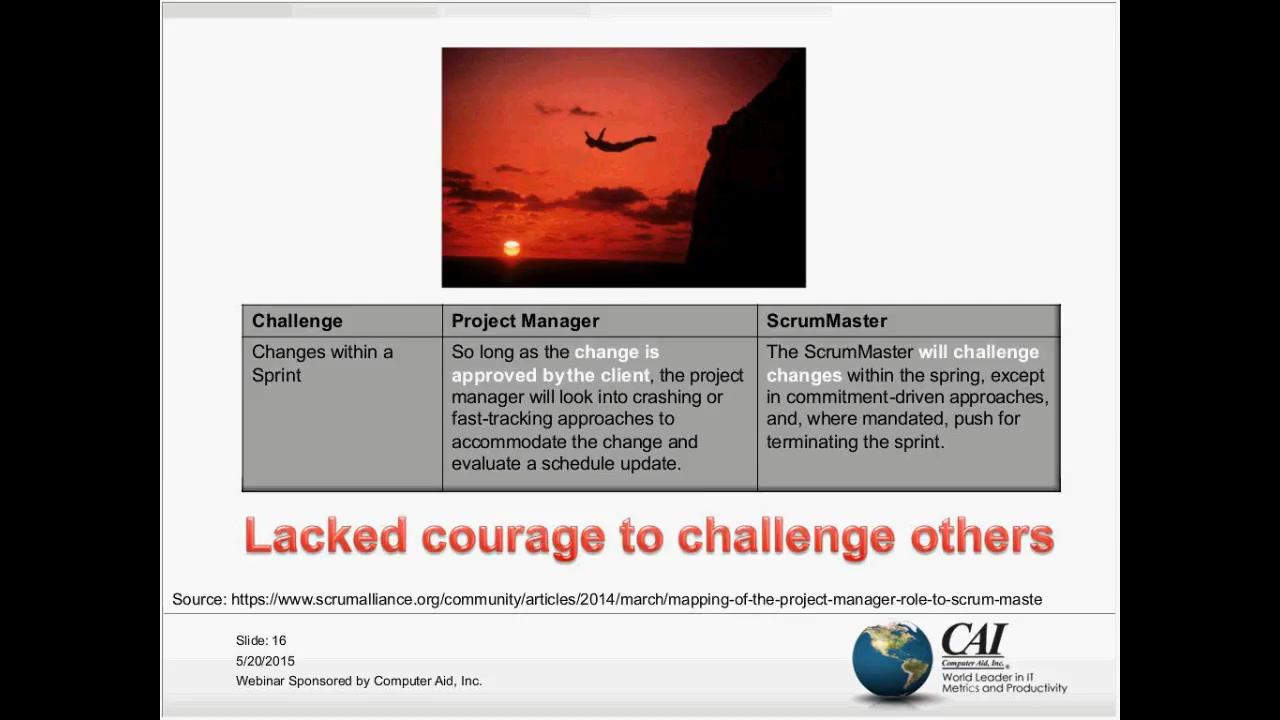 Challenge
Project Manager
ScrumMaster
Changes within a
Sprint
So long as the change is
approved by the client, the project
manager will look into crashing or
fast-tracking approaches to
accommodate the change and
evaluate a schedule update.
The ScrumMaster will challenge
changes within the spring, except
in commitment-driven approaches,
and, where mandated, push for
terminating the sprint.
Lacked courage to challenge others
Source: https://www.scrumalliance.org/community/articles/2014/march/mapping-of-the-project-manager-role-to-scrum-maste
Slide: 16
5/20/2015
Webinar Sponsored by Computer Aid, Inc.
CAI
Computer Aid, Inc.®
World Leader in IT
Metrics and Productivity